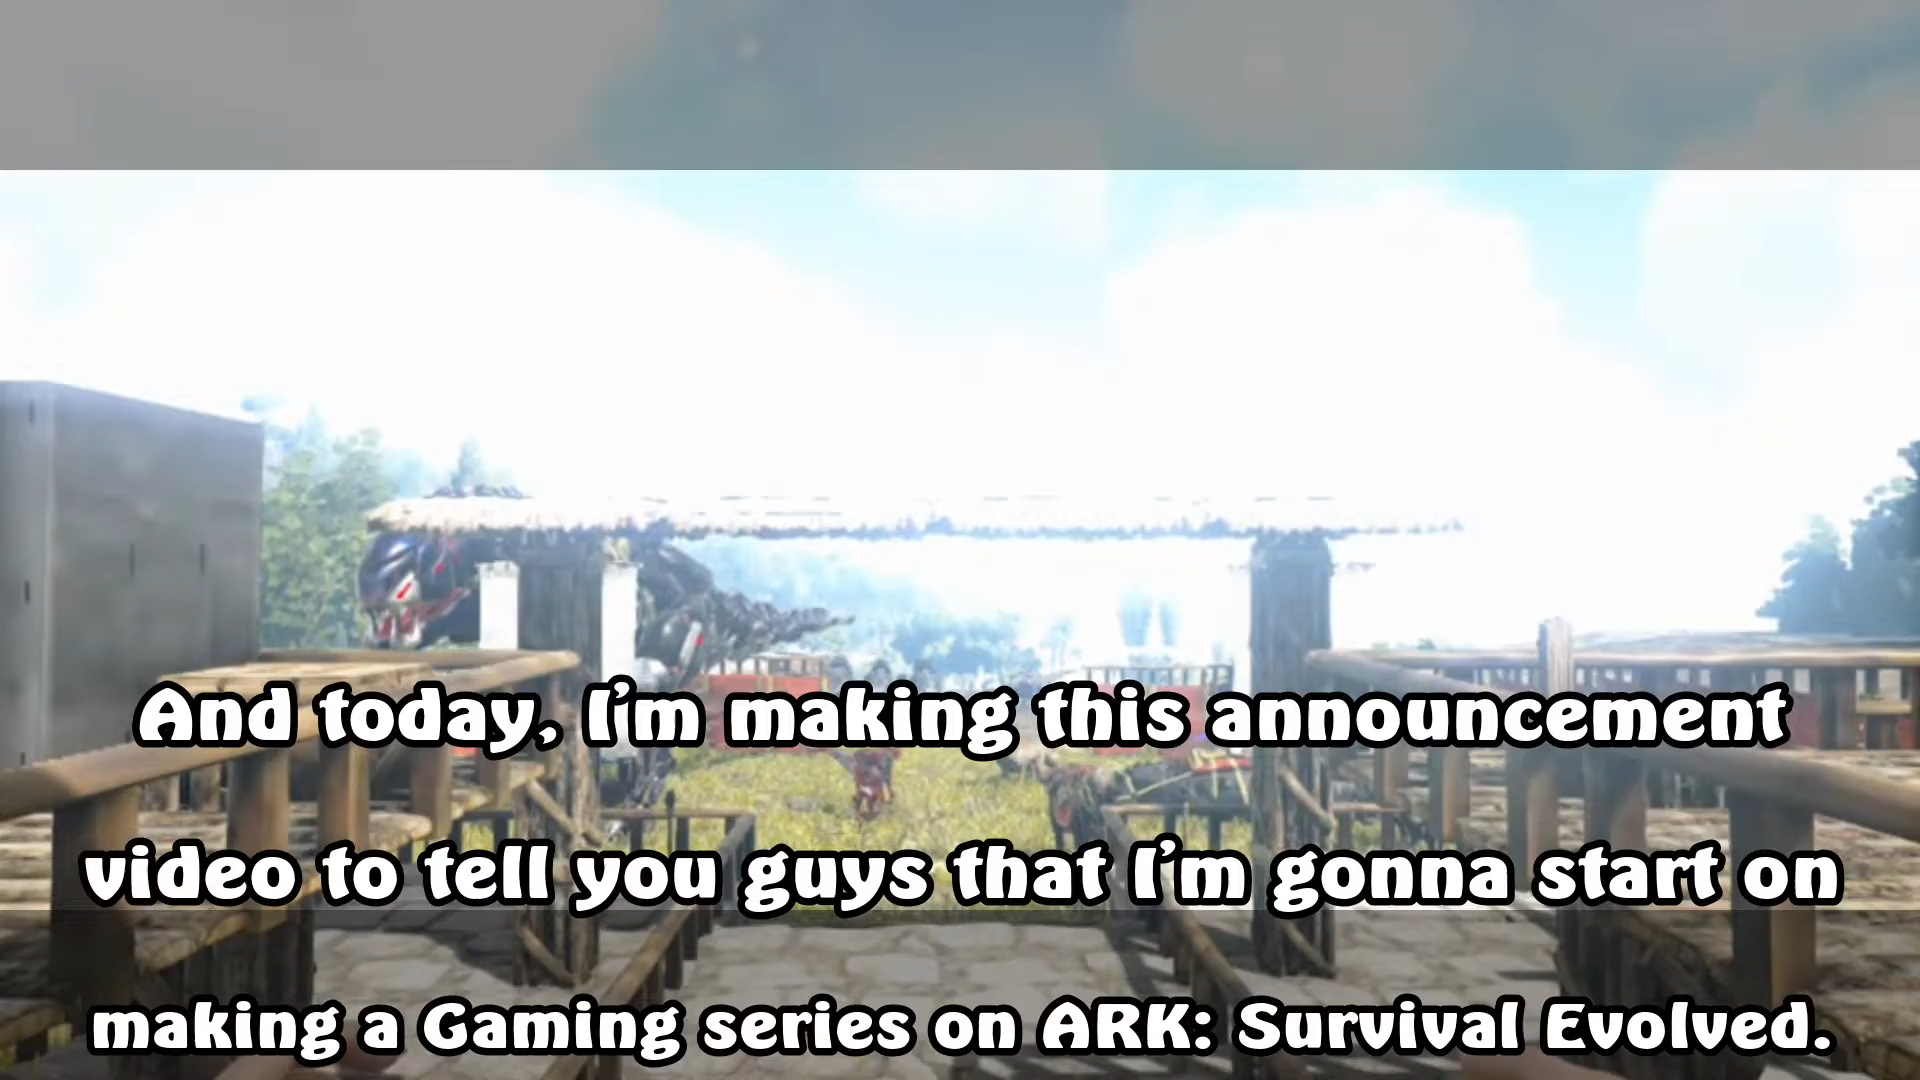 And today, I'm making this announcement
video to tell you guys that I'm gonna start on
making a Gaming series on ARK: Survival Evolved.